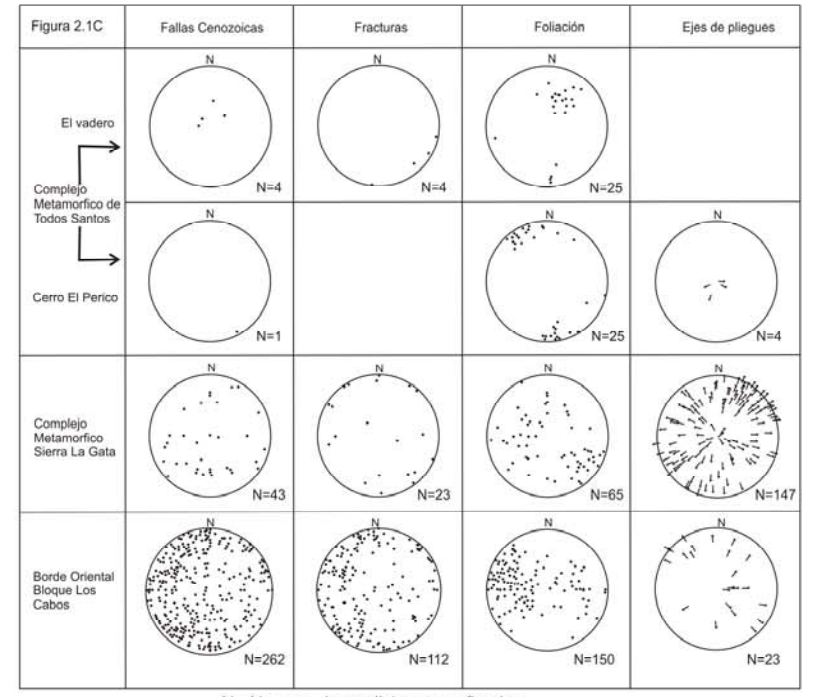 Figura 2.1C
Fallas Cenozoicas
Fracturas
Foliación
Ejes de pliegues
El vadero
N
N=4
N
N=4
N
N=25
Complejo
Metamorfico de
Todos Santos
Cerro El Perico
N
N=1
N
N=25
N
N=4
Complejo
Metamorfico
Sierra La Gata
N
N=43
N
N=23
N
N=65
N
N=147
Borde Oriental
Bloque Los
Cabos
N
N=262
N
N=112
N
N=150
N
N=23